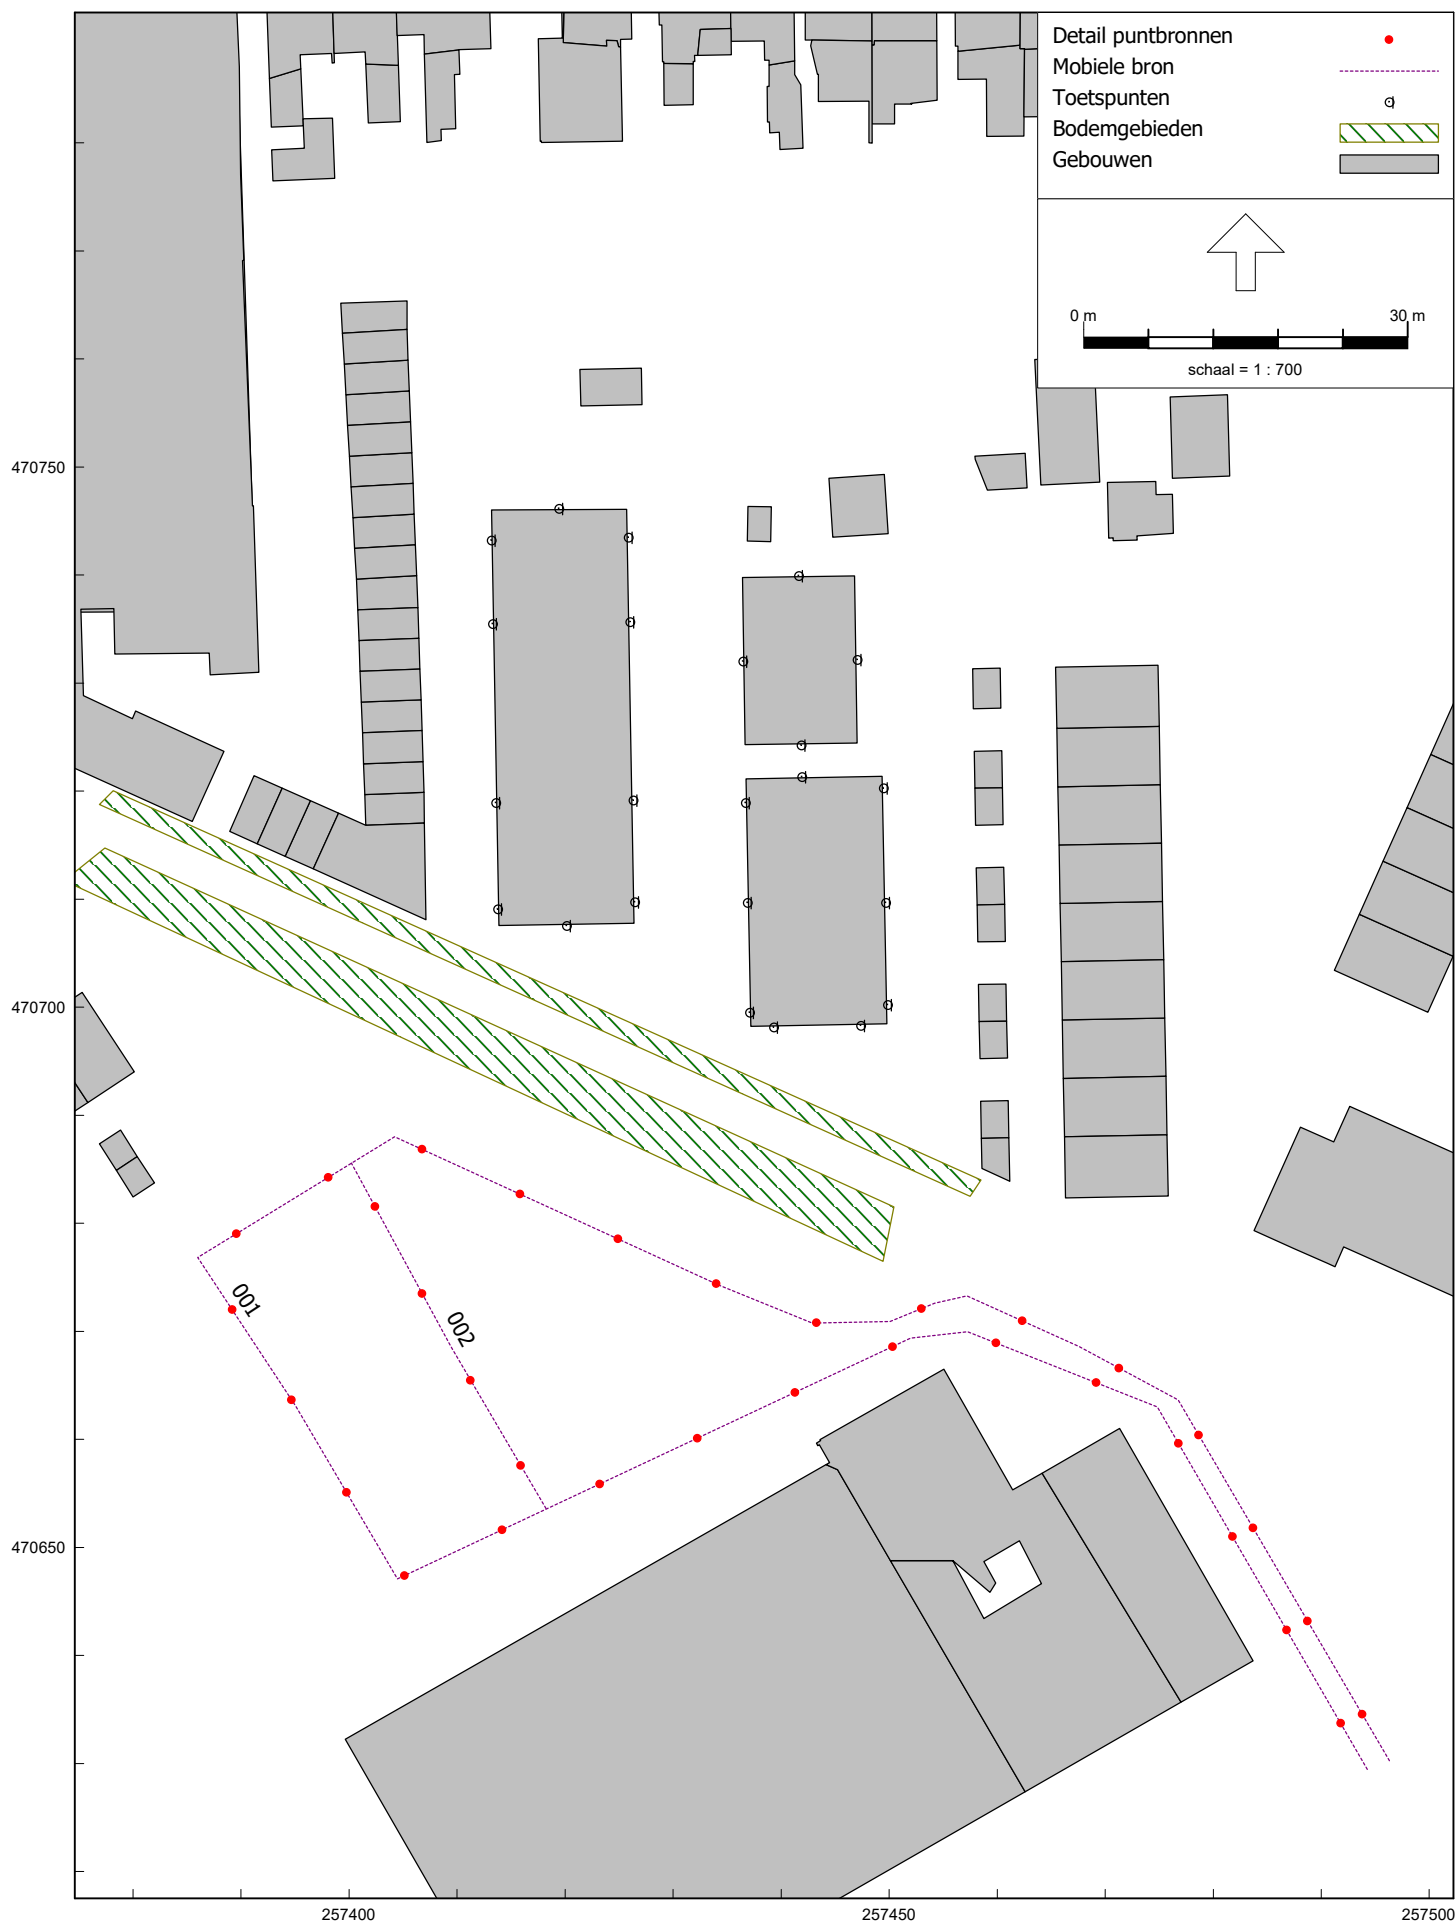 Detail puntbronnen
Mobiele bron
Toetspunten
Bodemgebieden
Gebouwen
0 m 30 m
schaal = 1 : 700
470750
470700
001
002
470650
257400 257450 257500